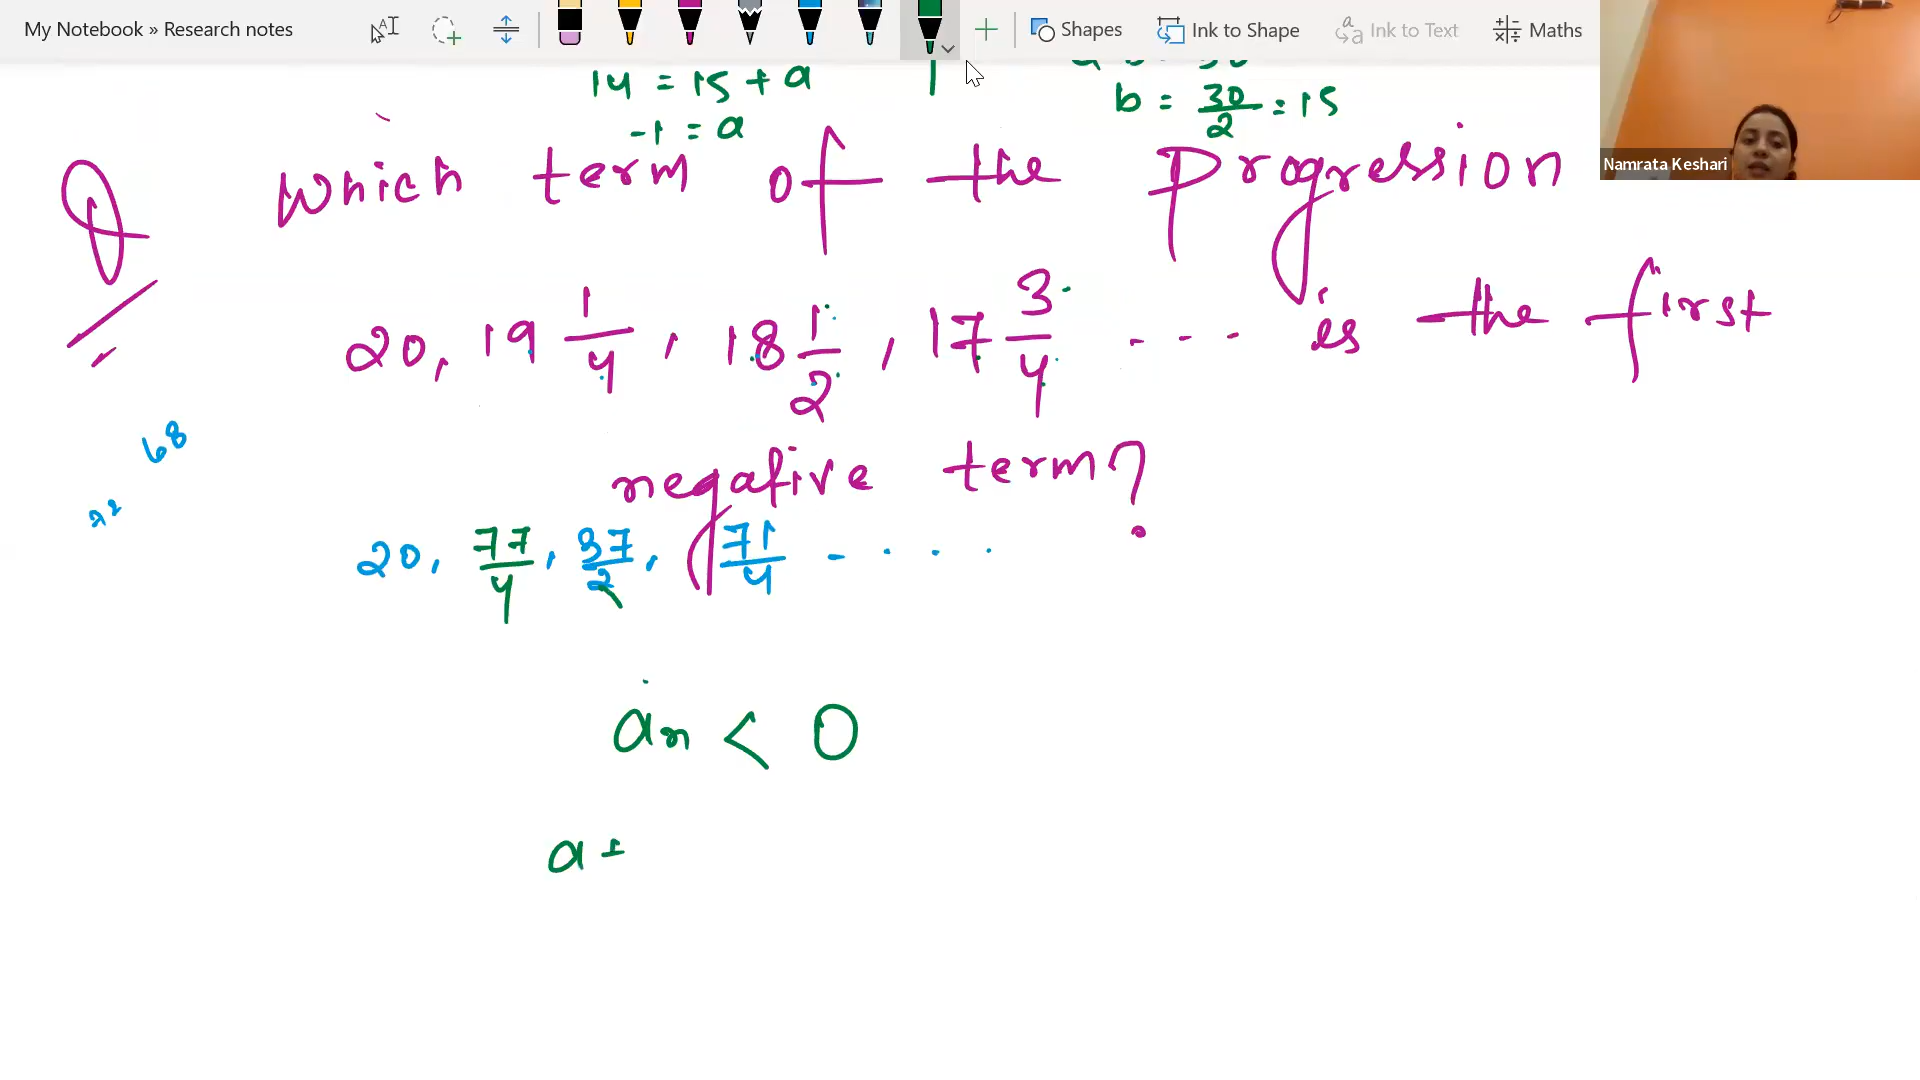 My Notebook » Research notes
Shapes Ink to Shape Ink to Text Maths
14 = 15 + a
-1 = a
b = 30/2 = 15
Namrata Keshari
Q which term of the Progression
20, 19 1/4, 18 1/2, 17 3/4 ... is the first
negative term?
68
20, 77/4, 37/2, 71/4 - . . . .
an < 0
a +